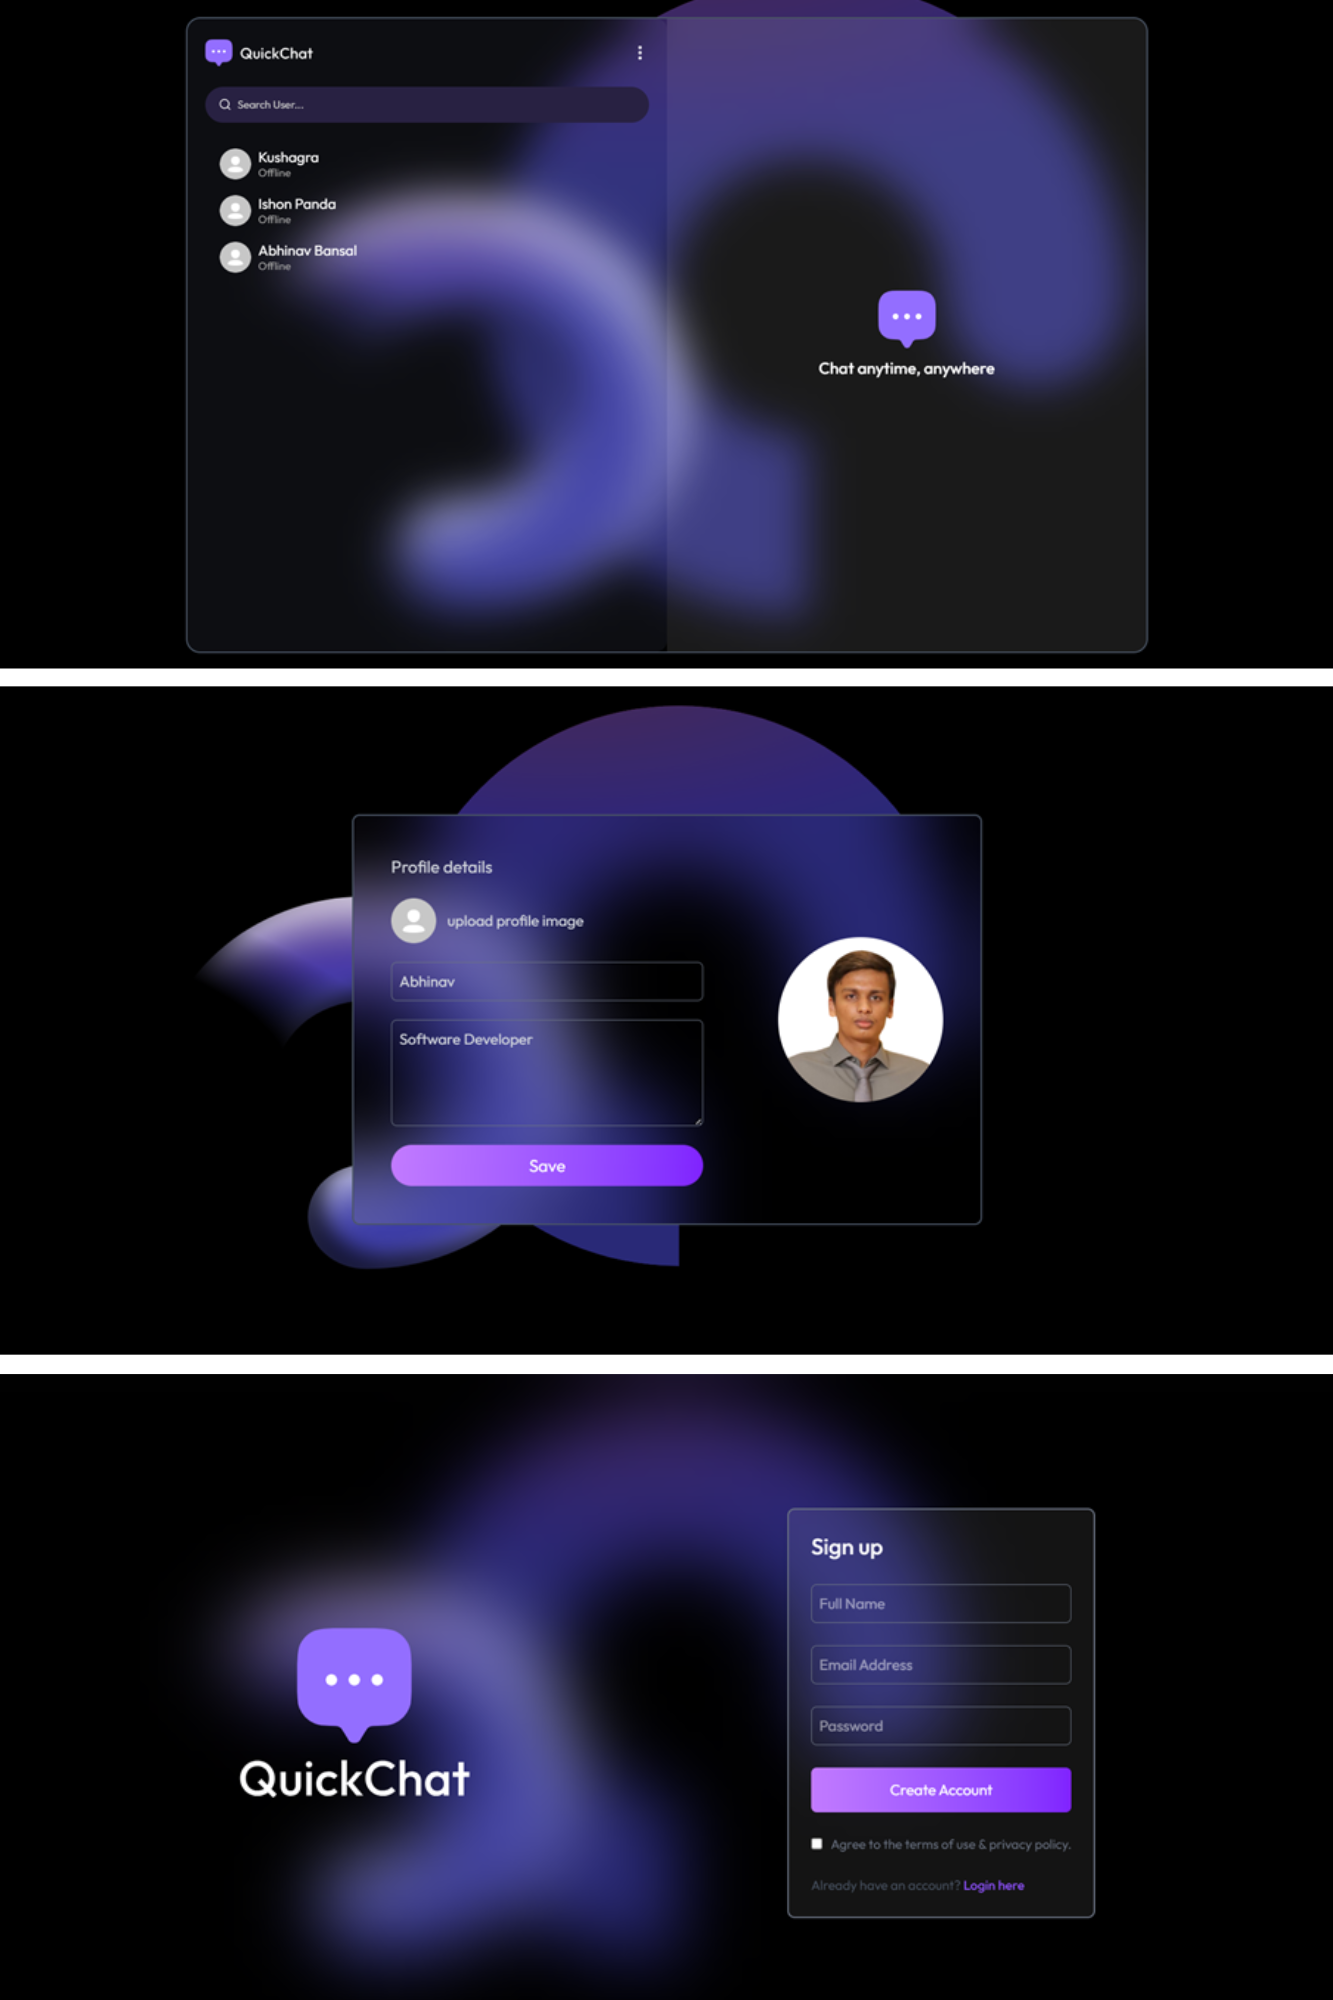 QuickChat
Search User...
Kushagra
Offline
Ishon Panda
Offline
Abhinav Bansal
Offline
Chat anytime, anywhere
Profile details
upload profile image
Abhinav
Software Developer
Save
QuickChat
Sign up
Full Name
Email Address
Password
Create Account
Agree to the terms of use & privacy policy.
Already have an account? Login here